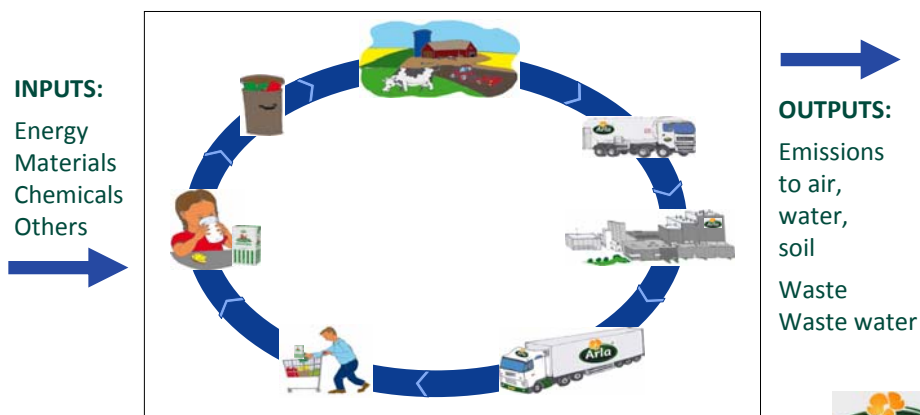 INPUTS:
Energy
Materials
Chemicals
Others
Arla
Arla
OUTPUTS:
Emissions
to air,
water,
soil
Waste
Waste water